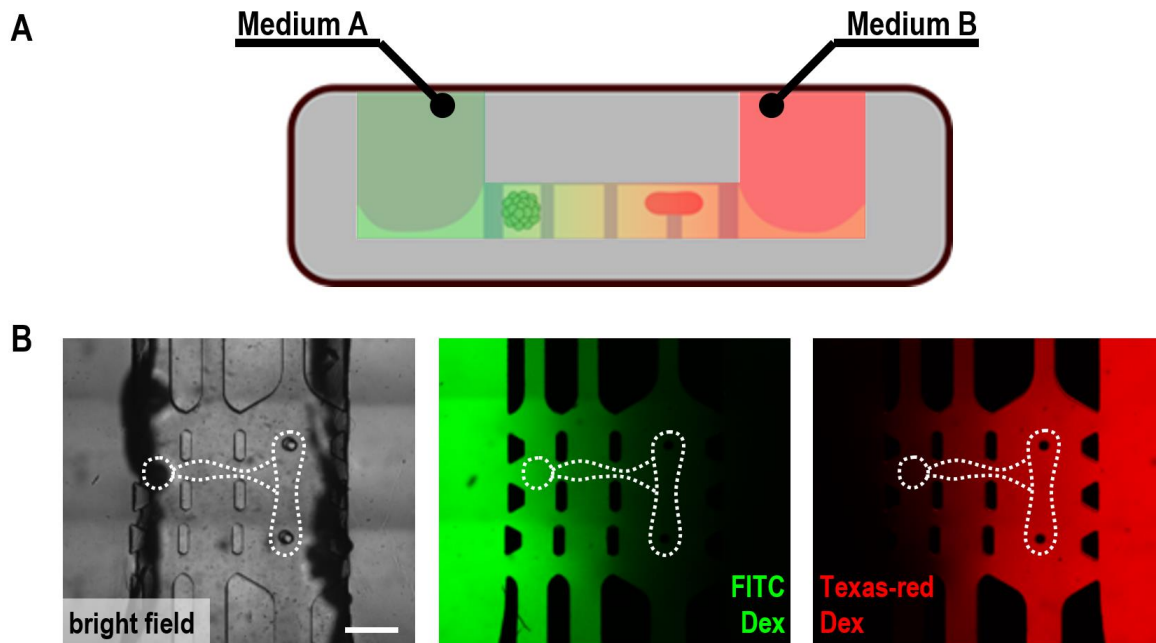 A
Medium A
Medium B
B
bright field
FITC
Dex
Texas-red
Dex